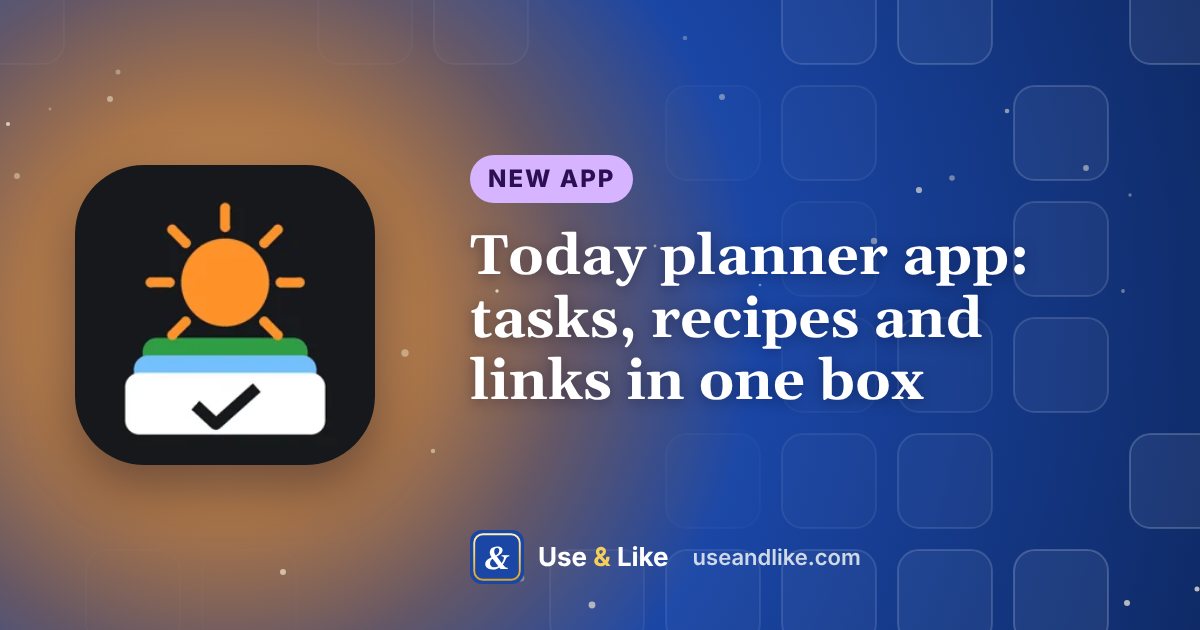 NEW APP
Today planner app:
tasks, recipes and
links in one box
& Use & Like useandlike.com